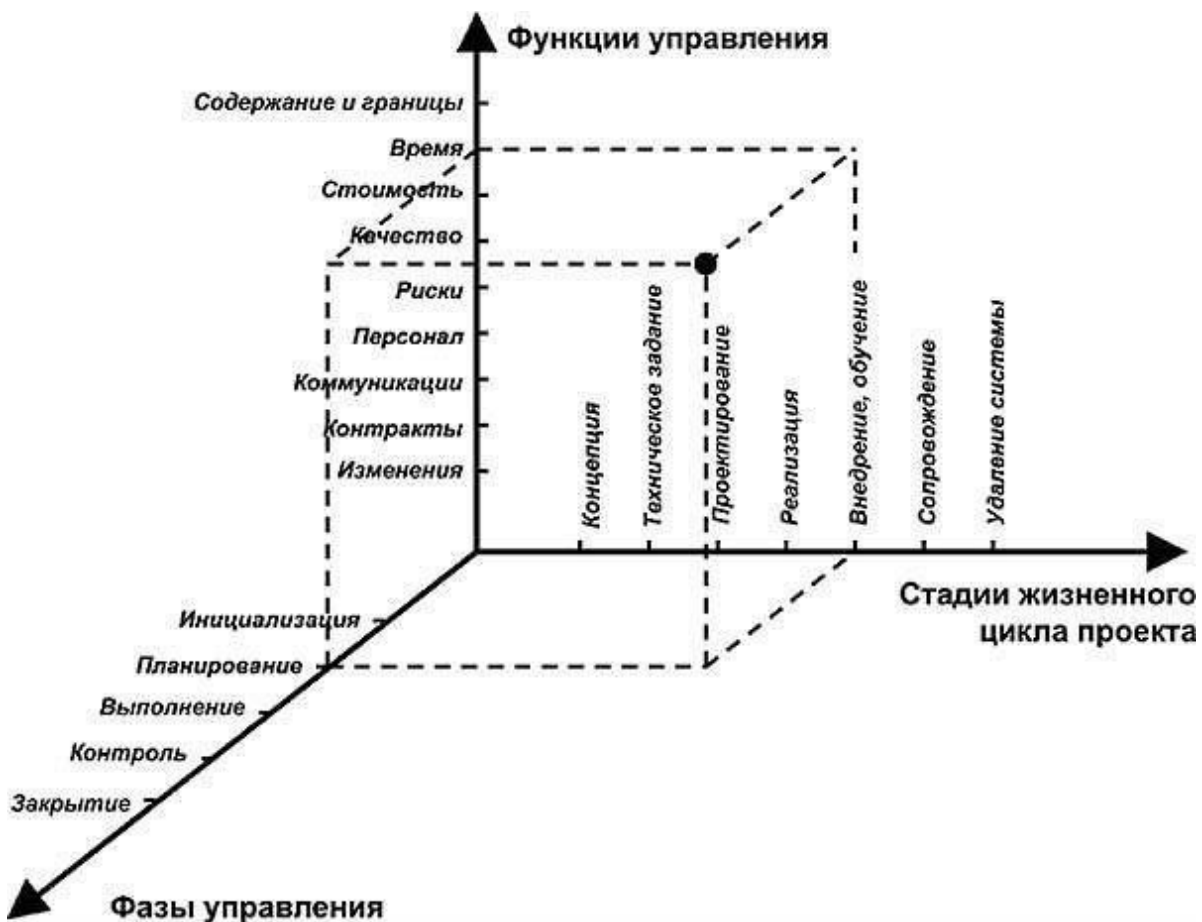 Функции управления
Содержание и границы
Время
Стоимость
Качество
Риски
Персонал
Коммуникации
Контракты
Изменения
Концепция
Техническое задание
Проектирование
Реализация
Внедрение, обучение
Сопровождение
Удаление системы
Стадии жизненного
цикла проекта
Инициализация
Планирование
Выполнение
Контроль
Закрытие
Фазы управления